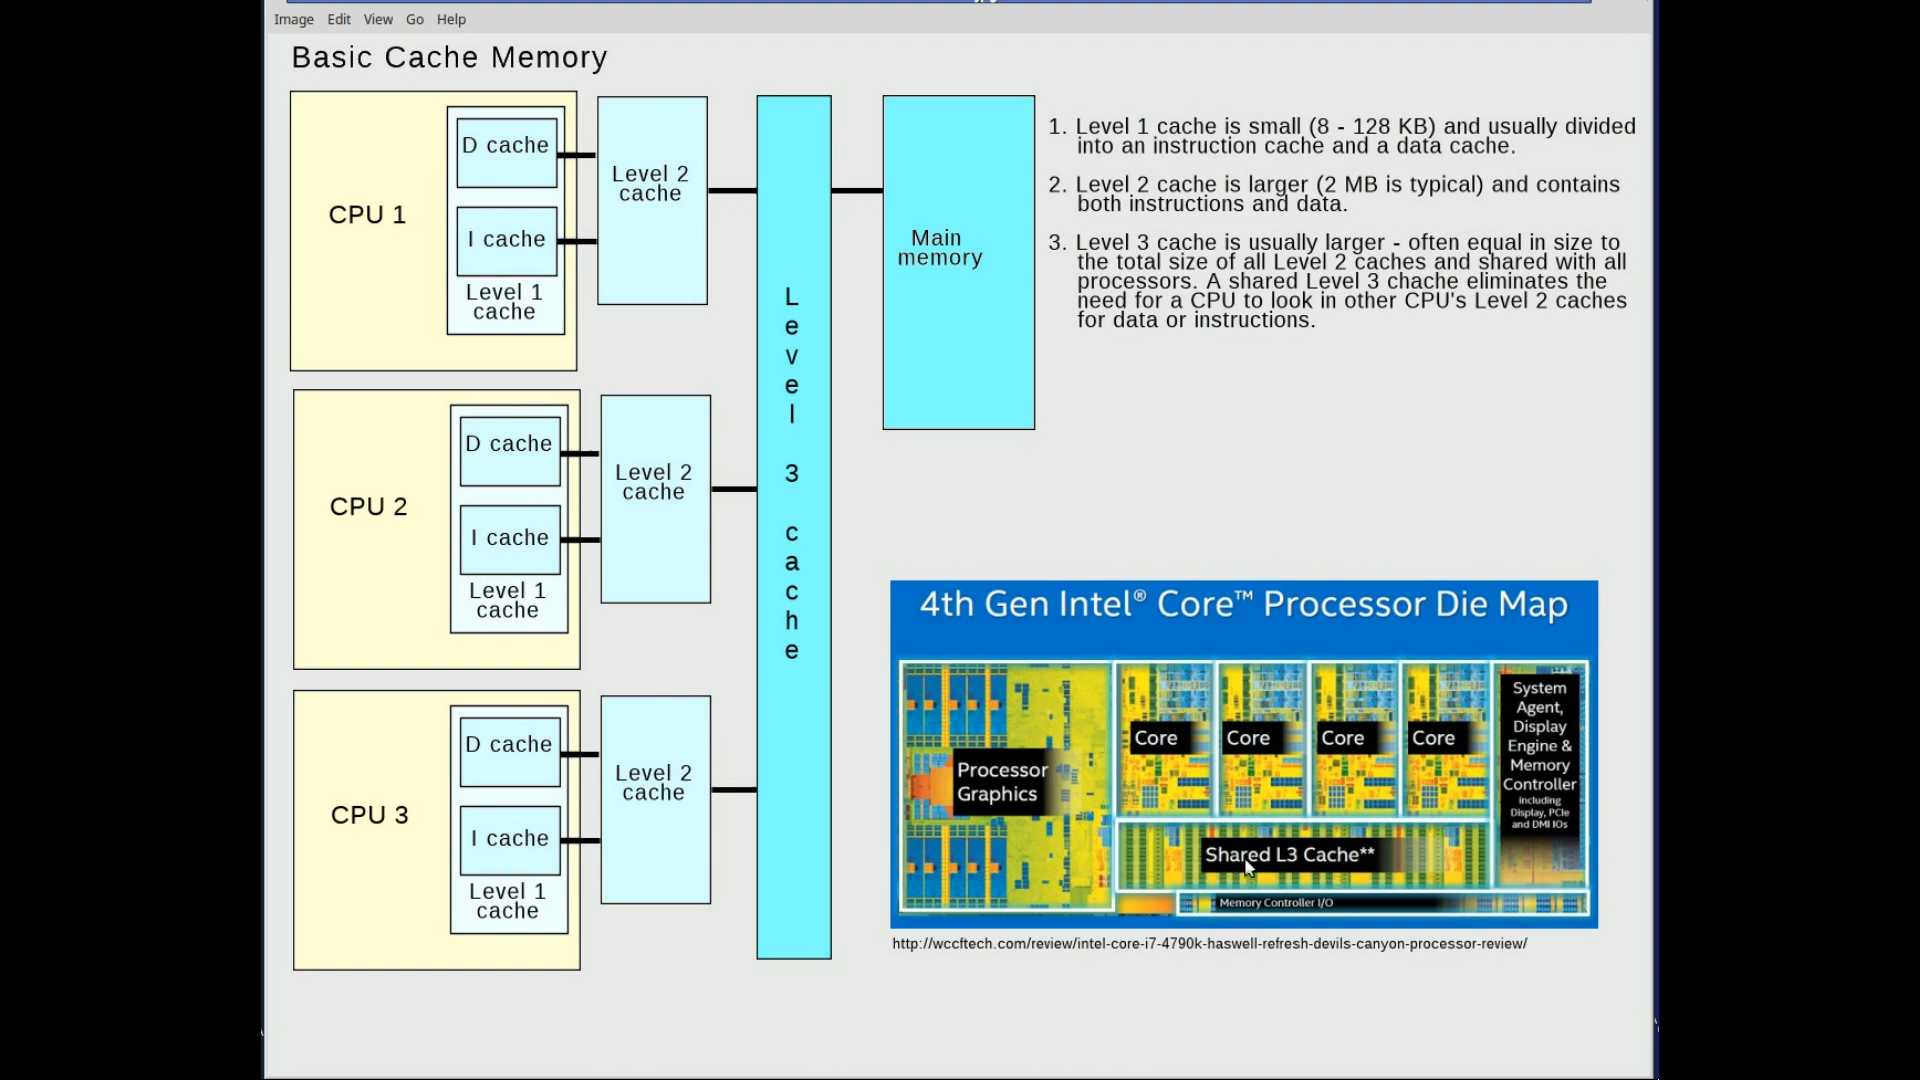 Image Edit View Go Help
Basic Cache Memory
CPU 1
D cache
I cache
Level 1
cache
Level 2
cache
CPU 2
D cache
I cache
Level 1
cache
Level 2
cache
CPU 3
D cache
I cache
Level 1
cache
Level 2
cache
Level 3 cache
Main
memory
1. Level 1 cache is small (8 - 128 KB) and usually divided
into an instruction cache and a data cache.
2. Level 2 cache is larger (2 MB is typical) and contains
both instructions and data.
3. Level 3 cache is usually larger - often equal in size to
the total size of all Level 2 caches and shared with all
processors. A shared Level 3 chache eliminates the
need for a CPU to look in other CPU's Level 2 caches
for data or instructions.
4th Gen Intel® Core™ Processor Die Map
Processor
Graphics
Core
Core
Core
Core
System
Agent,
Display
Engine &
Memory
Controller
including
Display, PCIe
and DMI IOs
Shared L3 Cache**
Memory Controller I/O
http://wccftech.com/review/intel-core-i7-4790k-haswell-refresh-devils-canyon-processor-review/